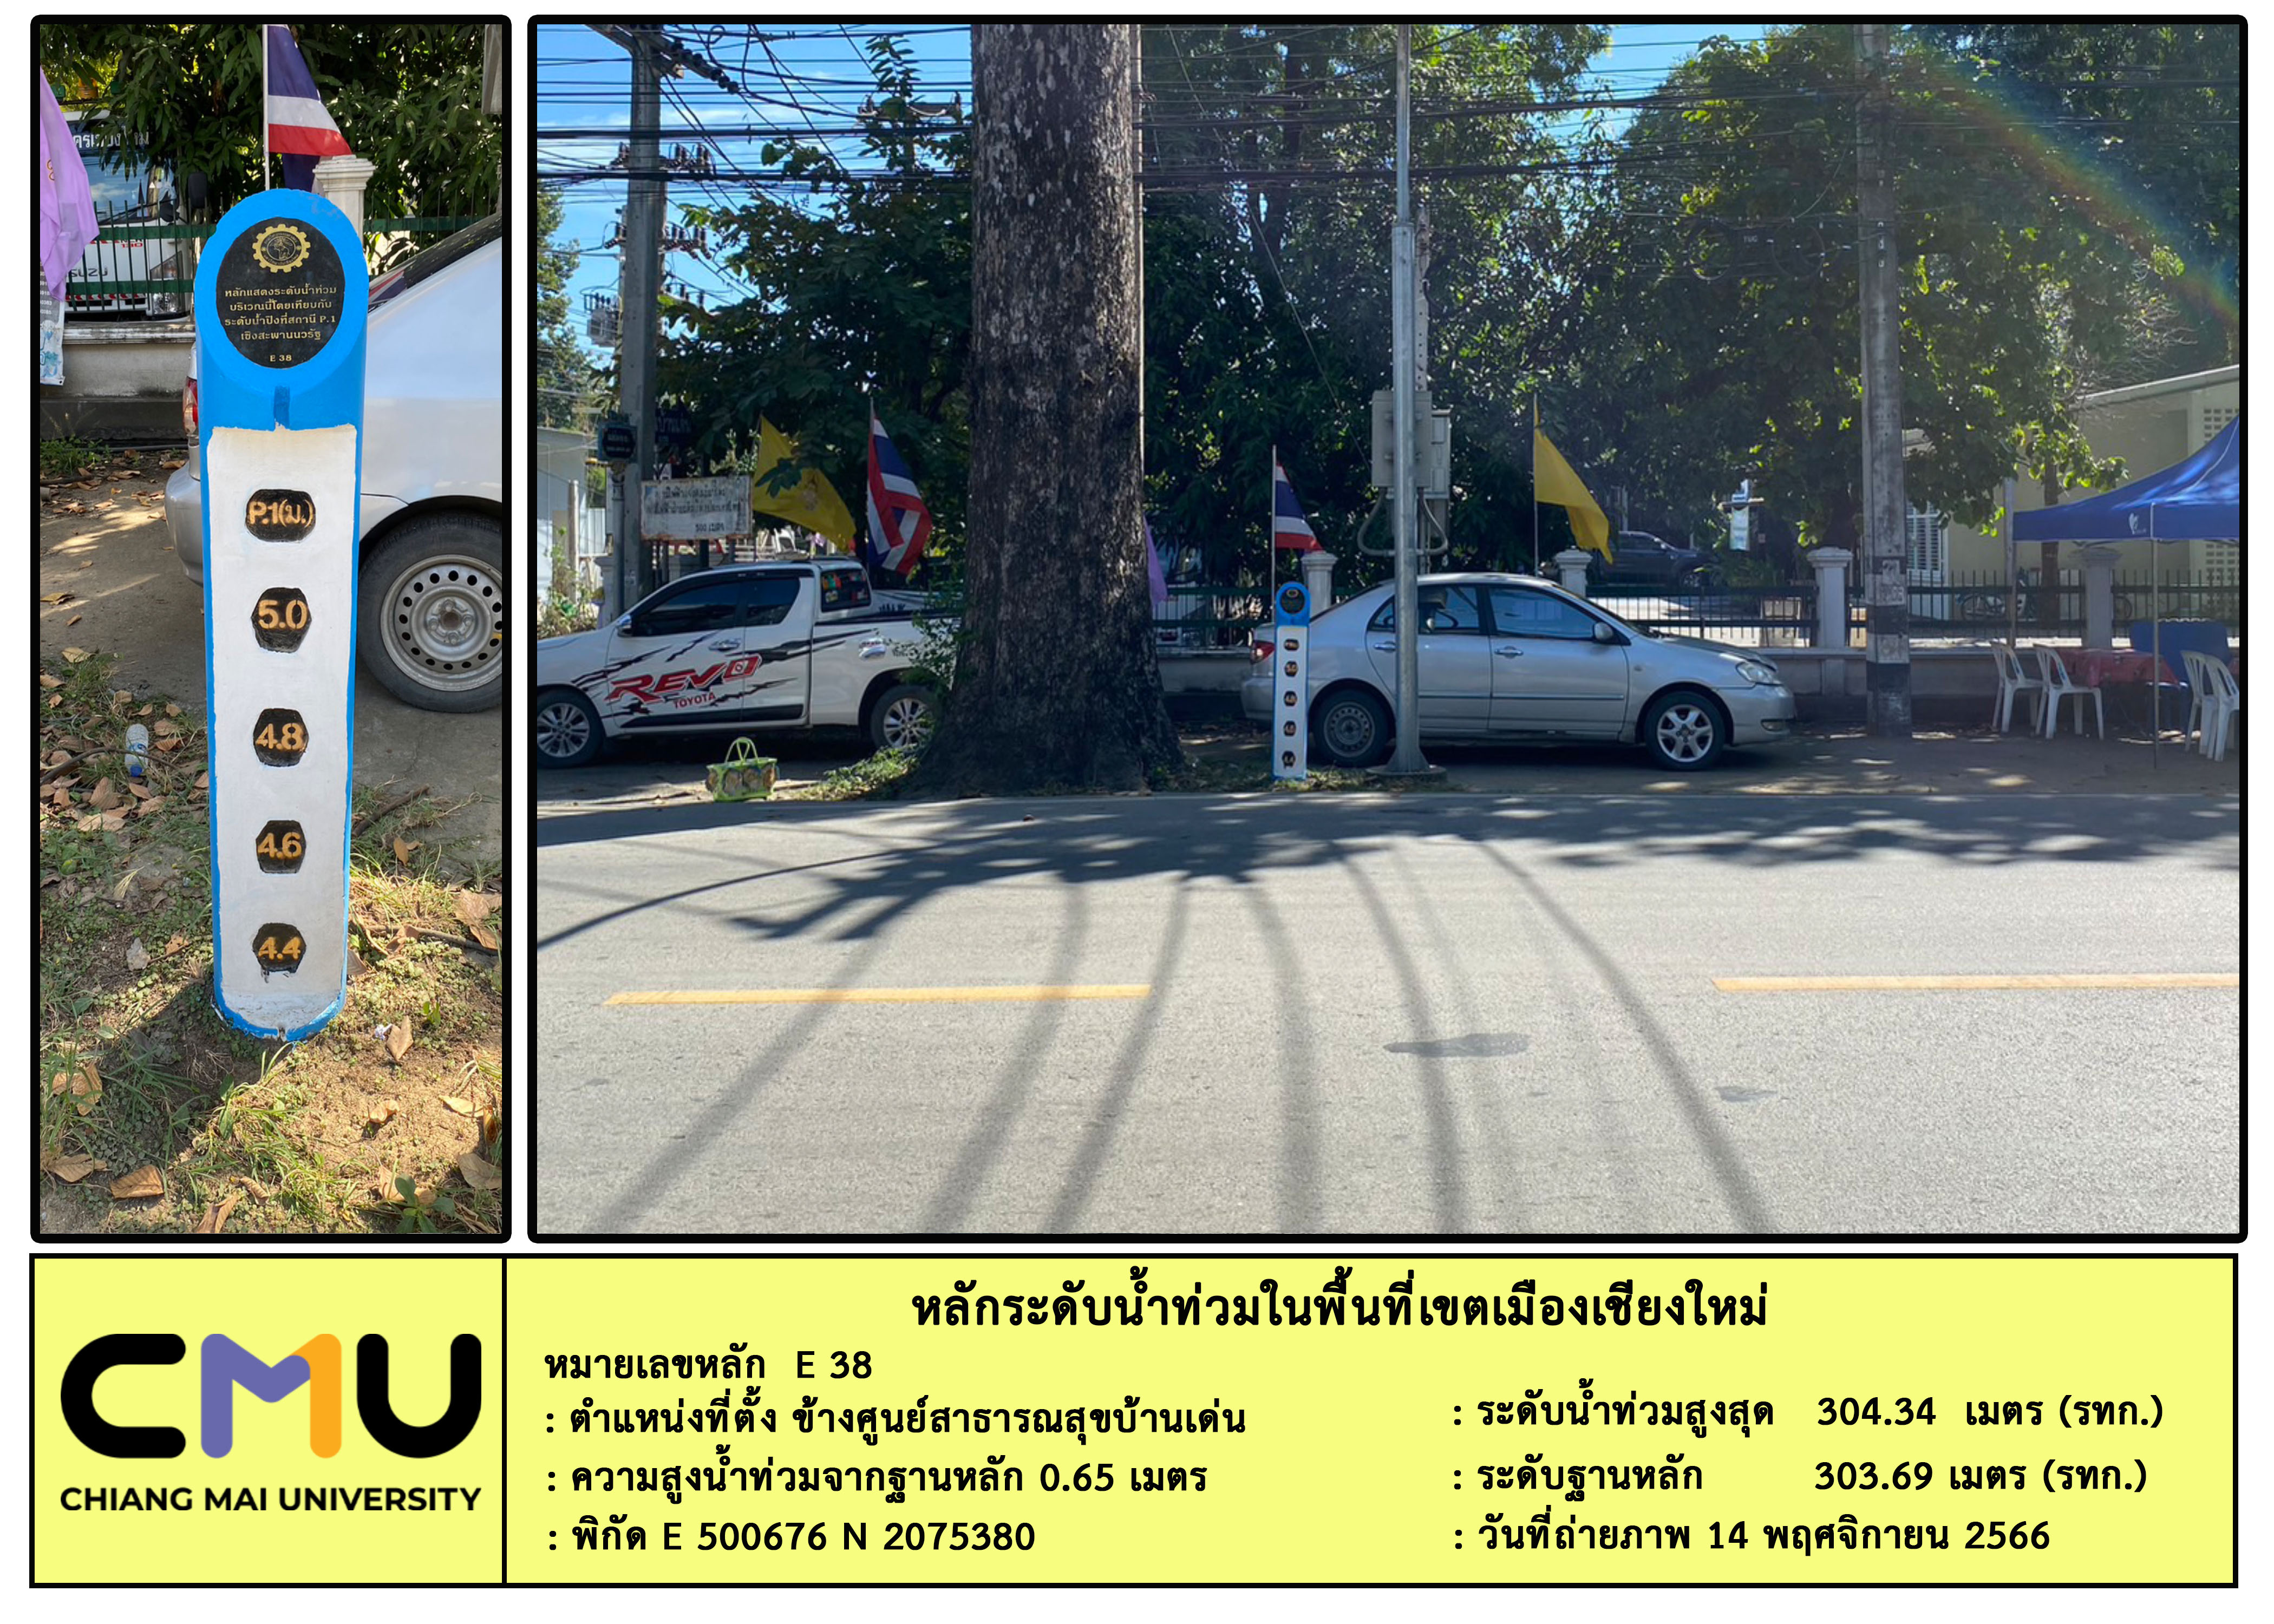 หลักแสดงระดับน้ำท่วม
บริเวณนี้โดยเทียบกับ
ระดับน้ำปิงที่สถานี P.1
เชิงสะพานนวรัฐ
E 38
P.1(ม.)
5.0
4.8
4.6
4.4
REVO
TOYOTA
CMU
CHIANG MAI UNIVERSITY
หลักระดับน้ำท่วมในพื้นที่เขตเมืองเชียงใหม่
หมายเลขหลัก E 38
: ตำแหน่งที่ตั้ง ข้างศูนย์สาธารณสุขบ้านเด่น
: ความสูงน้ำท่วมจากฐานหลัก 0.65 เมตร
: พิกัด E 500676 N 2075380
: ระดับน้ำท่วมสูงสุด 304.34 เมตร (รทก.)
: ระดับฐานหลัก 303.69 เมตร (รทก.)
: วันที่ถ่ายภาพ 14 พฤศจิกายน 2566